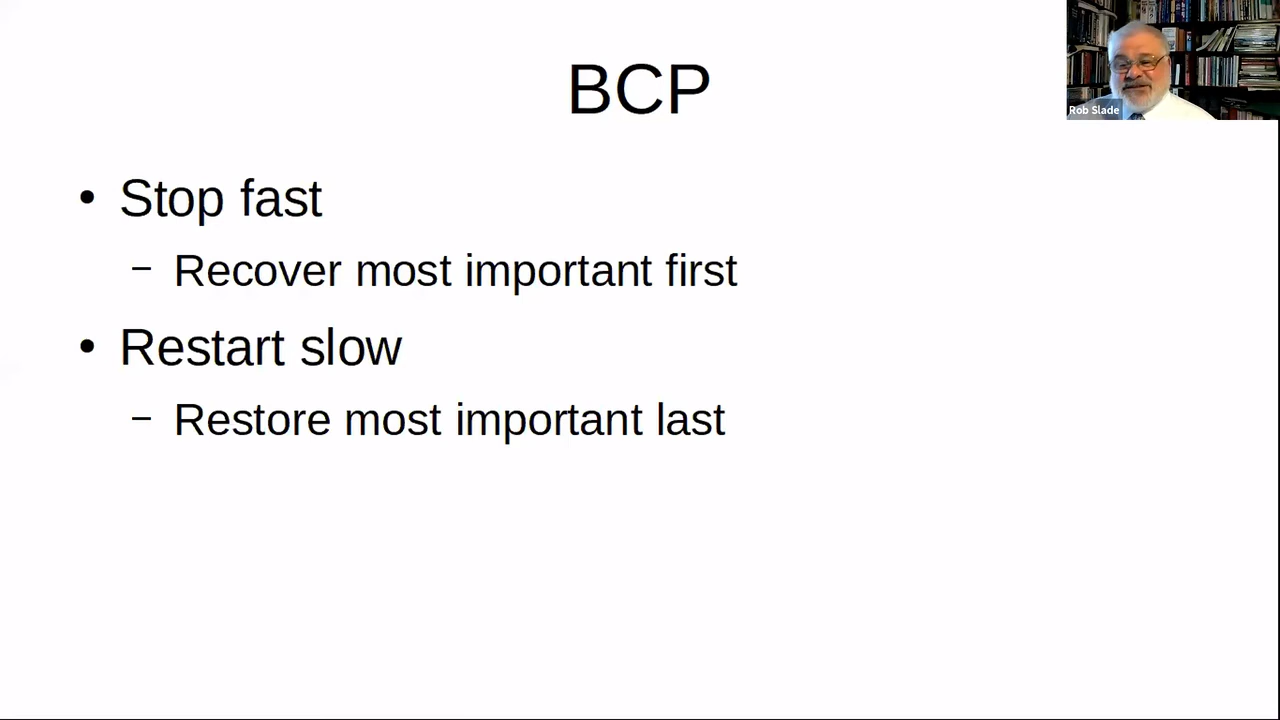 BCP
Rob Slade
• Stop fast
– Recover most important first
• Restart slow
– Restore most important last